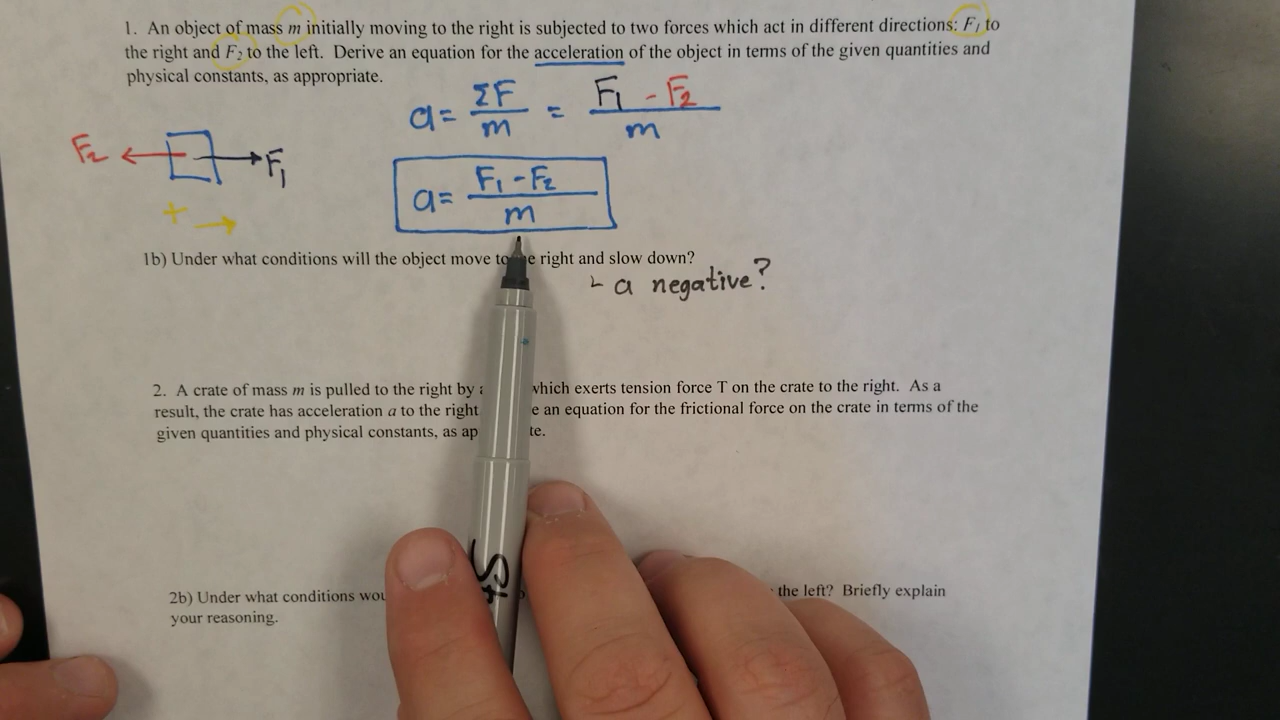 1. An object of mass m initially moving to the right is subjected to two forces which act in different directions: F₁ to
the right and F₂ to the left. Derive an equation for the acceleration of the object in terms of the given quantities and
physical constants, as appropriate.
a = ΣF/m = F₁ - F₂/m
F₂ F₁
a = F₁ - F₂/m
+ →
1b) Under what conditions will the object move to right and slow down?
a negative?
2. A crate of mass m is pulled to the right by which exerts tension force T on the crate to the right. As a
result, the crate has acceleration a to the right an equation for the frictional force on the crate in terms of the
given quantities and physical constants, as
2b) Under what conditions the left? Briefly explain
your reasoning.